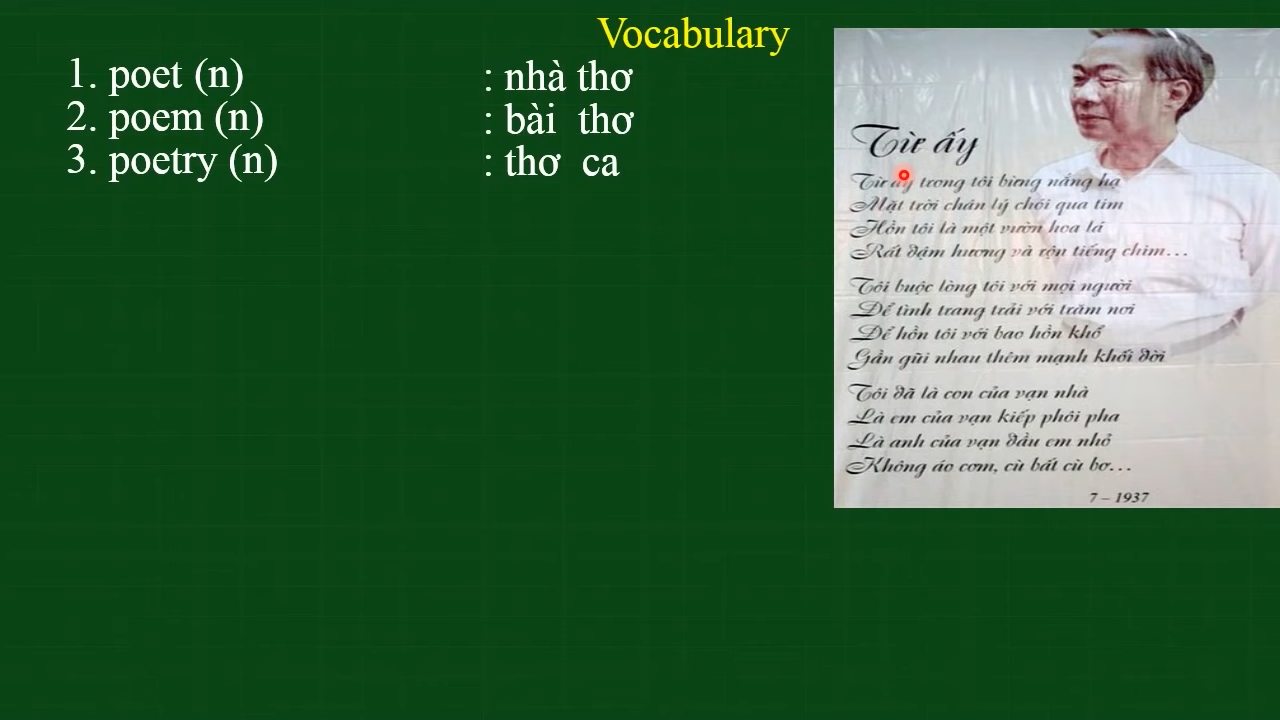 Vocabulary
1. poet (n) : nhà thơ
2. poem (n) : bài thơ
3. poetry (n) : thơ ca
Từ ấy
Từ ấy trong tôi bừng nắng hạ
Mặt trời chân lý chói qua tim
Hồn tôi là một vườn hoa lá
Rất đậm hương và rộn tiếng chim...
Tôi buộc lòng tôi với mọi người
Để tình trang trải với trăm nơi
Để hồn tôi với bao hồn khổ
Gần gũi nhau thêm mạnh khối đời
Tôi đã là con của vạn nhà
Là em của vạn kiếp phôi pha
Là anh của vạn đầu em nhỏ
Không áo cơm, cù bất cù bơ...
7 – 1937